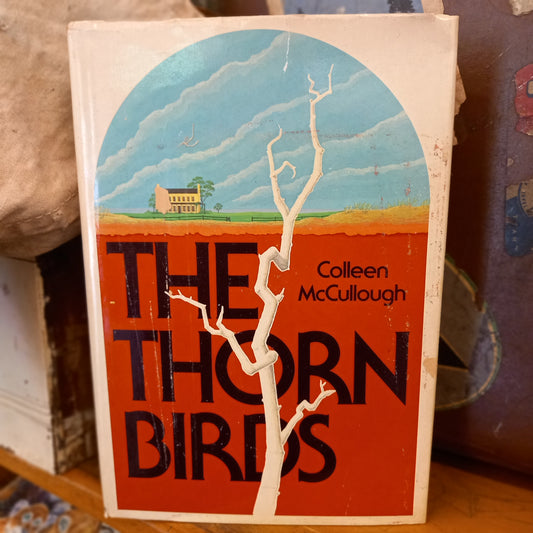 THE
Colleen
McCullough
THORN
BIRDS